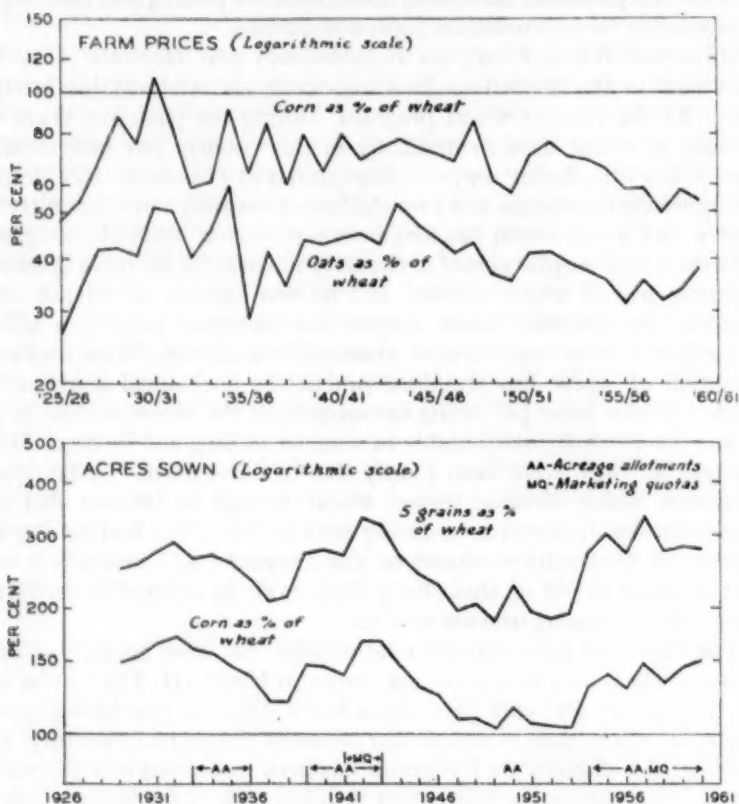 150
FARM PRICES (Logarithmic scale)
100
Corn as % of wheat
80
60
50
PER CENT
40
Oats as % of
wheat
30
20
'25/26 '30/31 '35/36 '40/41 '45/46 '50/51 '55/56 '60/61
500
ACRES SOWN (Logarithmic scale)
AA-Acreage allotments
MQ-Marketing quotas
400
5 grains as %
of wheat
300
PER CENT
200
Corn as % of
wheat
150
100
MQ
AA AA AA AA,MQ
1926 1931 1936 1941 1946 1951 1956 1961